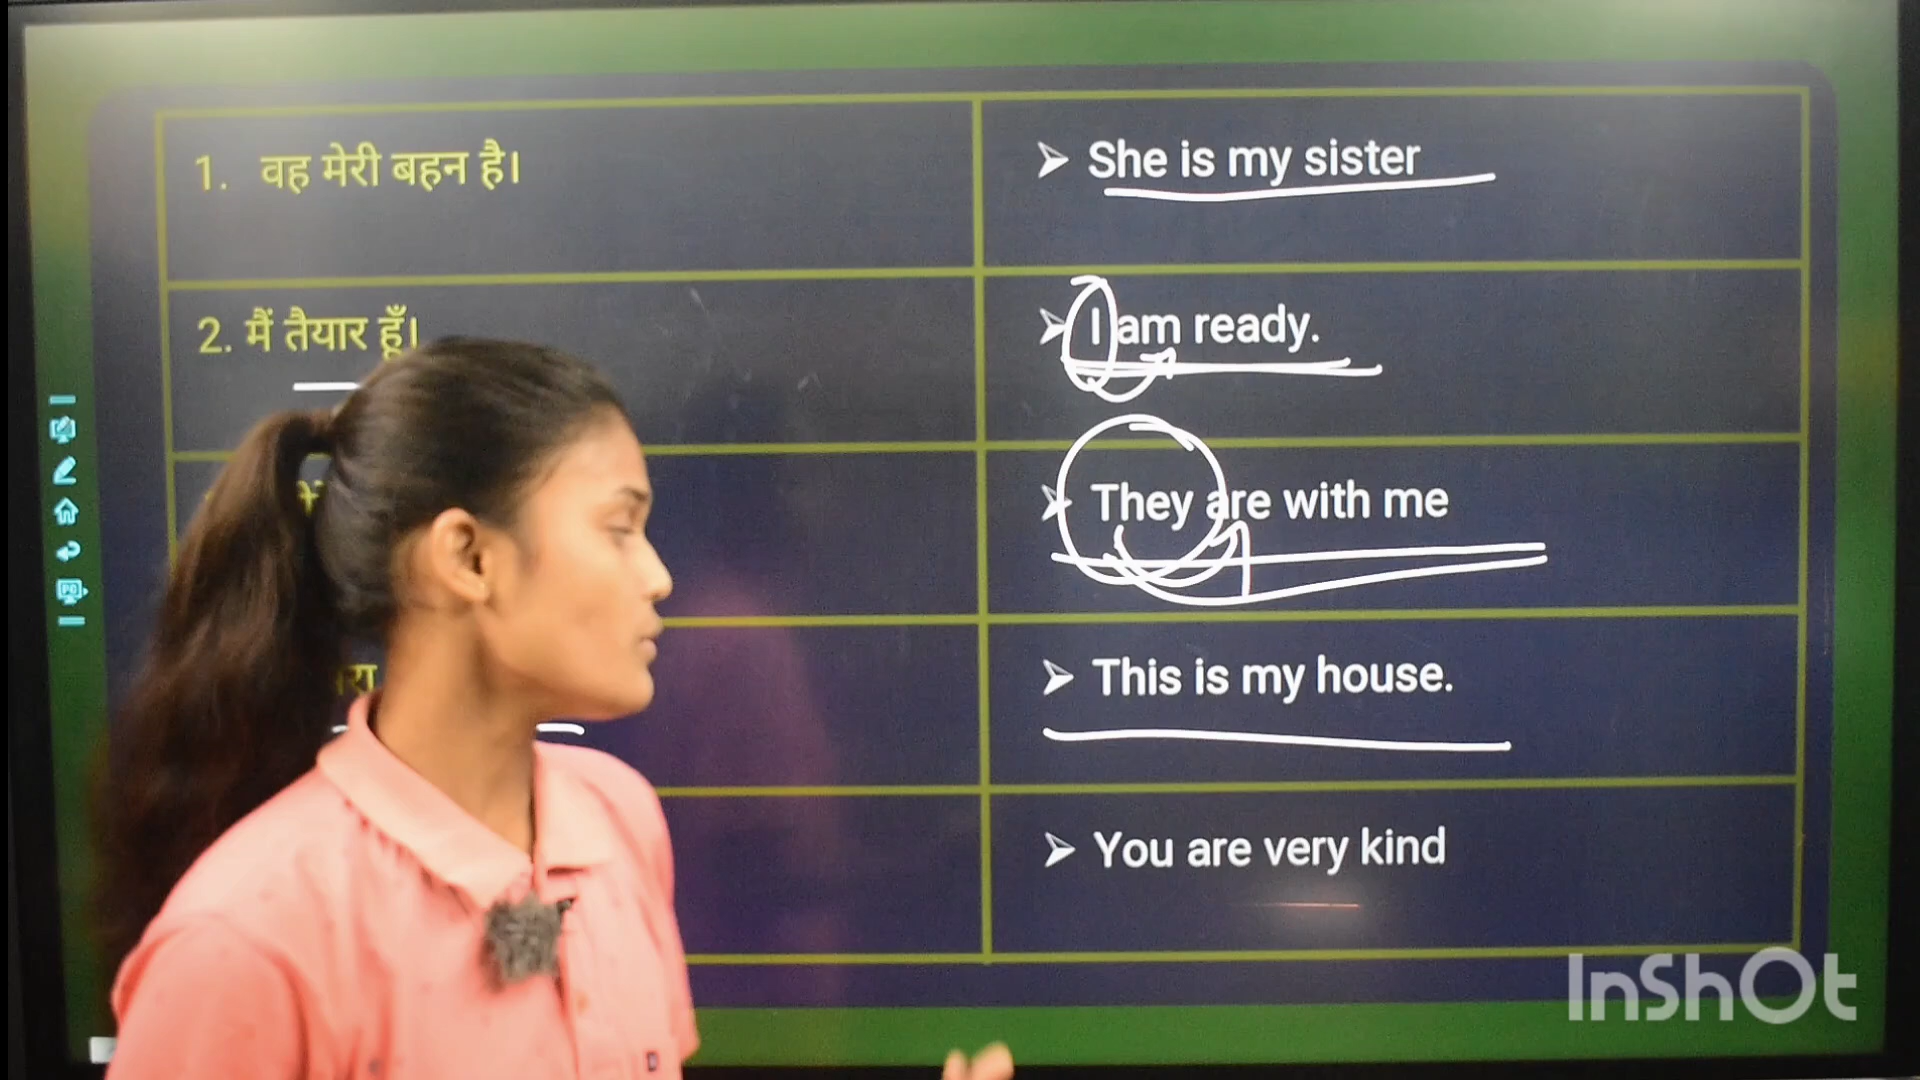 1. वह मेरी बहन है।
She is my sister
2. मैं तैयार हूँ।
I am ready.
They are with me
This is my house.
You are very kind
InShOt